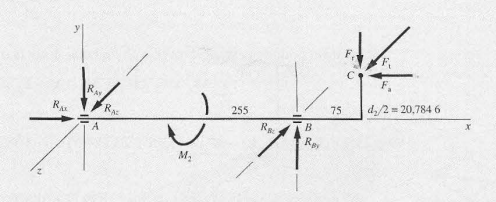 y
F_r
F_t
C
F_a
R_Ay
R_Ax
R_Az
255
75
d_2/2 = 20,784 6
A
B
x
R_Bz
M_2
R_By
z